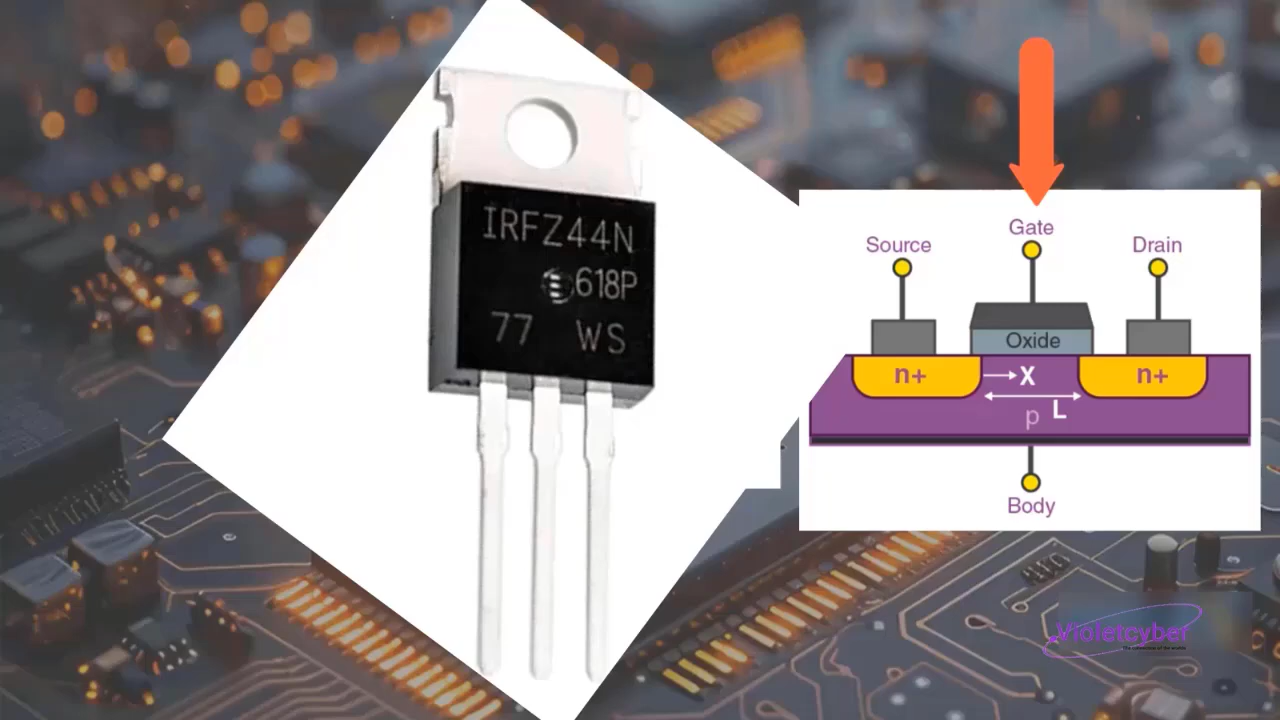 IRFZ44N
618P
77 WS
Gate
Source
Drain
Oxide
n+
X
n+
L
p
Body
Violetcyber